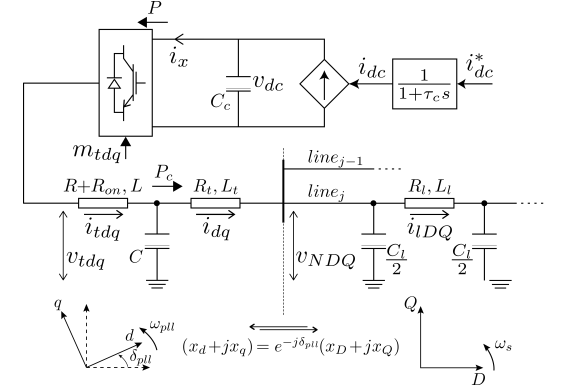 P
i_x
v_dc
C_c
i_dc
i*_dc
1
1+τ_c s
m_tdq
line_{j−1}
R+R_on, L
P_c
R_t, L_t
line_j
R_l, L_l
i_tdq
i_dq
i_lDQ
v_tdq
C
v_NDQ
C_l
2
C_l
2
q
ω_pll
d
δ_pll
(x_d+jx_q)=e^{−jδ_pll}(x_D+jx_Q)
Q
ω_s
D